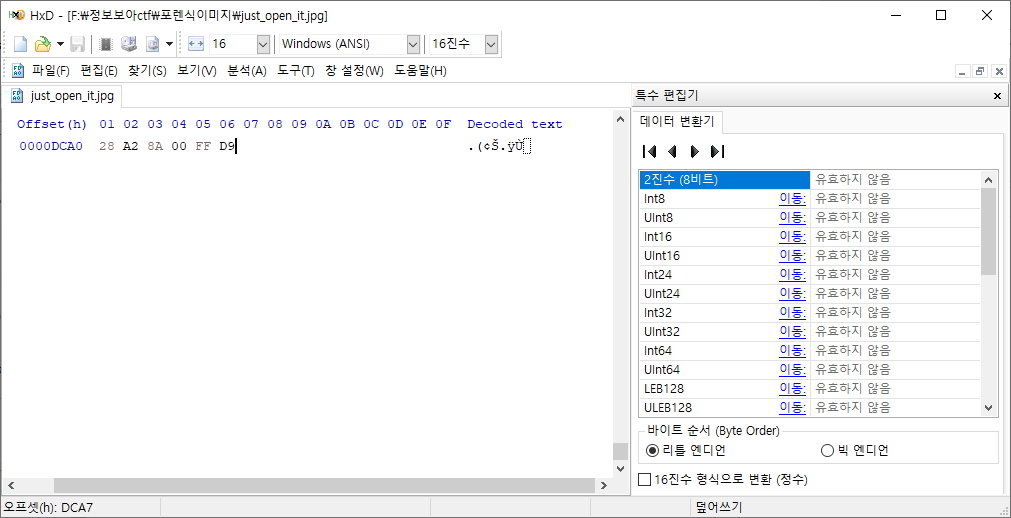 HxD - [F:₩정보보아ctf₩포렌식이미지₩just_open_it.jpg]
16 Windows (ANSI) 16진수
파일(F) 편집(E) 찾기(S) 보기(V) 분석(A) 도구(T) 창 설정(W) 도움말(H)
just_open_it.jpg
Offset(h) 01 02 03 04 05 06 07 08 09 0A 0B 0C 0D 0E 0F Decoded text
0000DCA0 28 A2 8A 00 FF D9 .(¢Š.ÿÙ
특수 편집기
데이터 변환기
2진수 (8비트) 유효하지 않음
Int8 이동: 유효하지 않음
UInt8 이동: 유효하지 않음
Int16 이동: 유효하지 않음
UInt16 이동: 유효하지 않음
Int24 이동: 유효하지 않음
UInt24 이동: 유효하지 않음
Int32 이동: 유효하지 않음
UInt32 이동: 유효하지 않음
Int64 이동: 유효하지 않음
UInt64 이동: 유효하지 않음
LEB128 이동: 유효하지 않음
ULEB128 이동: 유효하지 않음
바이트 순서 (Byte Order)
리틀 엔디언 빅 엔디언
16진수 형식으로 변환 (정수)
오프셋(h): DCA7 덮어쓰기